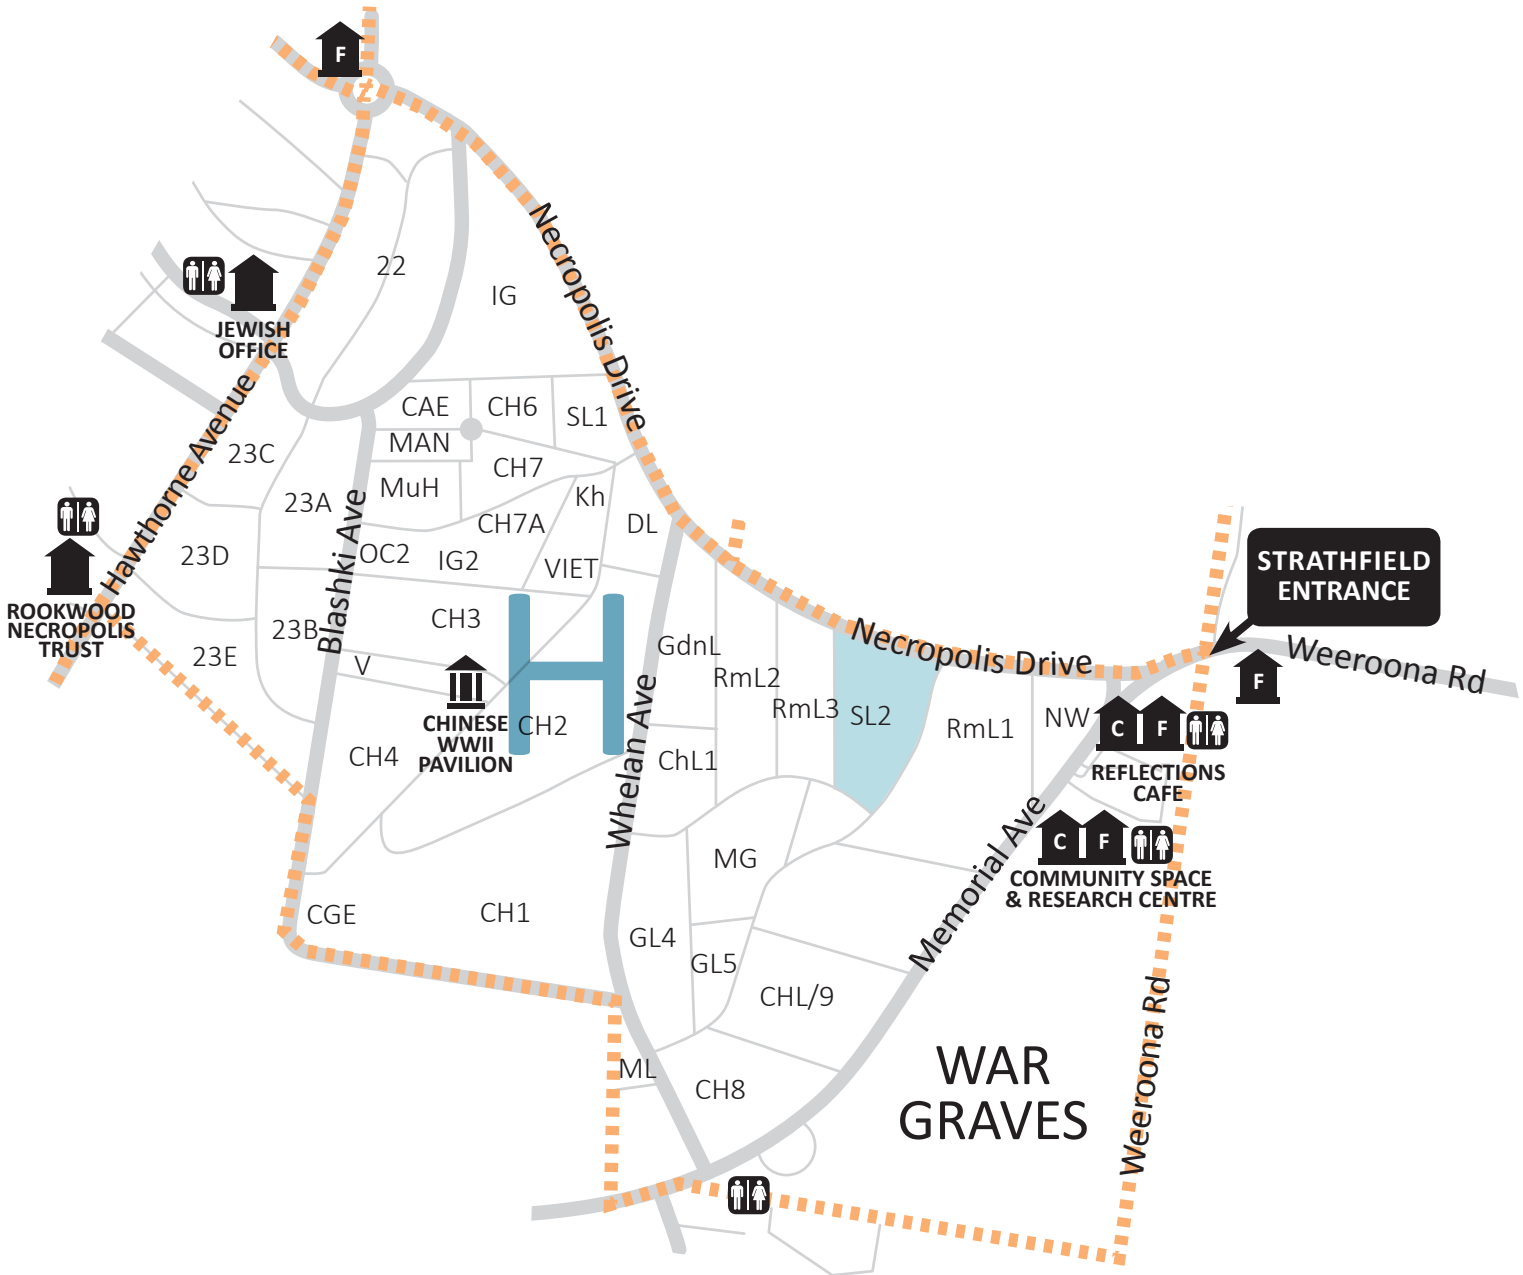 F
Necropolis Drive
22
IG
JEWISH
OFFICE
CAE
CH6
SL1
MAN
23C
CH7
MuH
Hawthorne Avenue
23A
Kh
CH7A
DL
Blashki Ave
OC2
IG2
VIET
23D
STRATHFIELD
ENTRANCE
ROOKWOOD
NECROPOLIS
TRUST
CH3
23B
23E
V
H
GdnL
RmL2
RmL3
SL2
Necropolis Drive
Weeroona Rd
F
RmL1
NW
C
F
CHINESE
WWII
PAVILION
CH2
CH4
ChL1
Whelan Ave
REFLECTIONS
CAFE
Memorial Ave
C
F
MG
COMMUNITY SPACE
& RESEARCH CENTRE
CGE
CH1
GL4
GL5
CHL/9
Weeroona Rd
ML
CH8
WAR
GRAVES